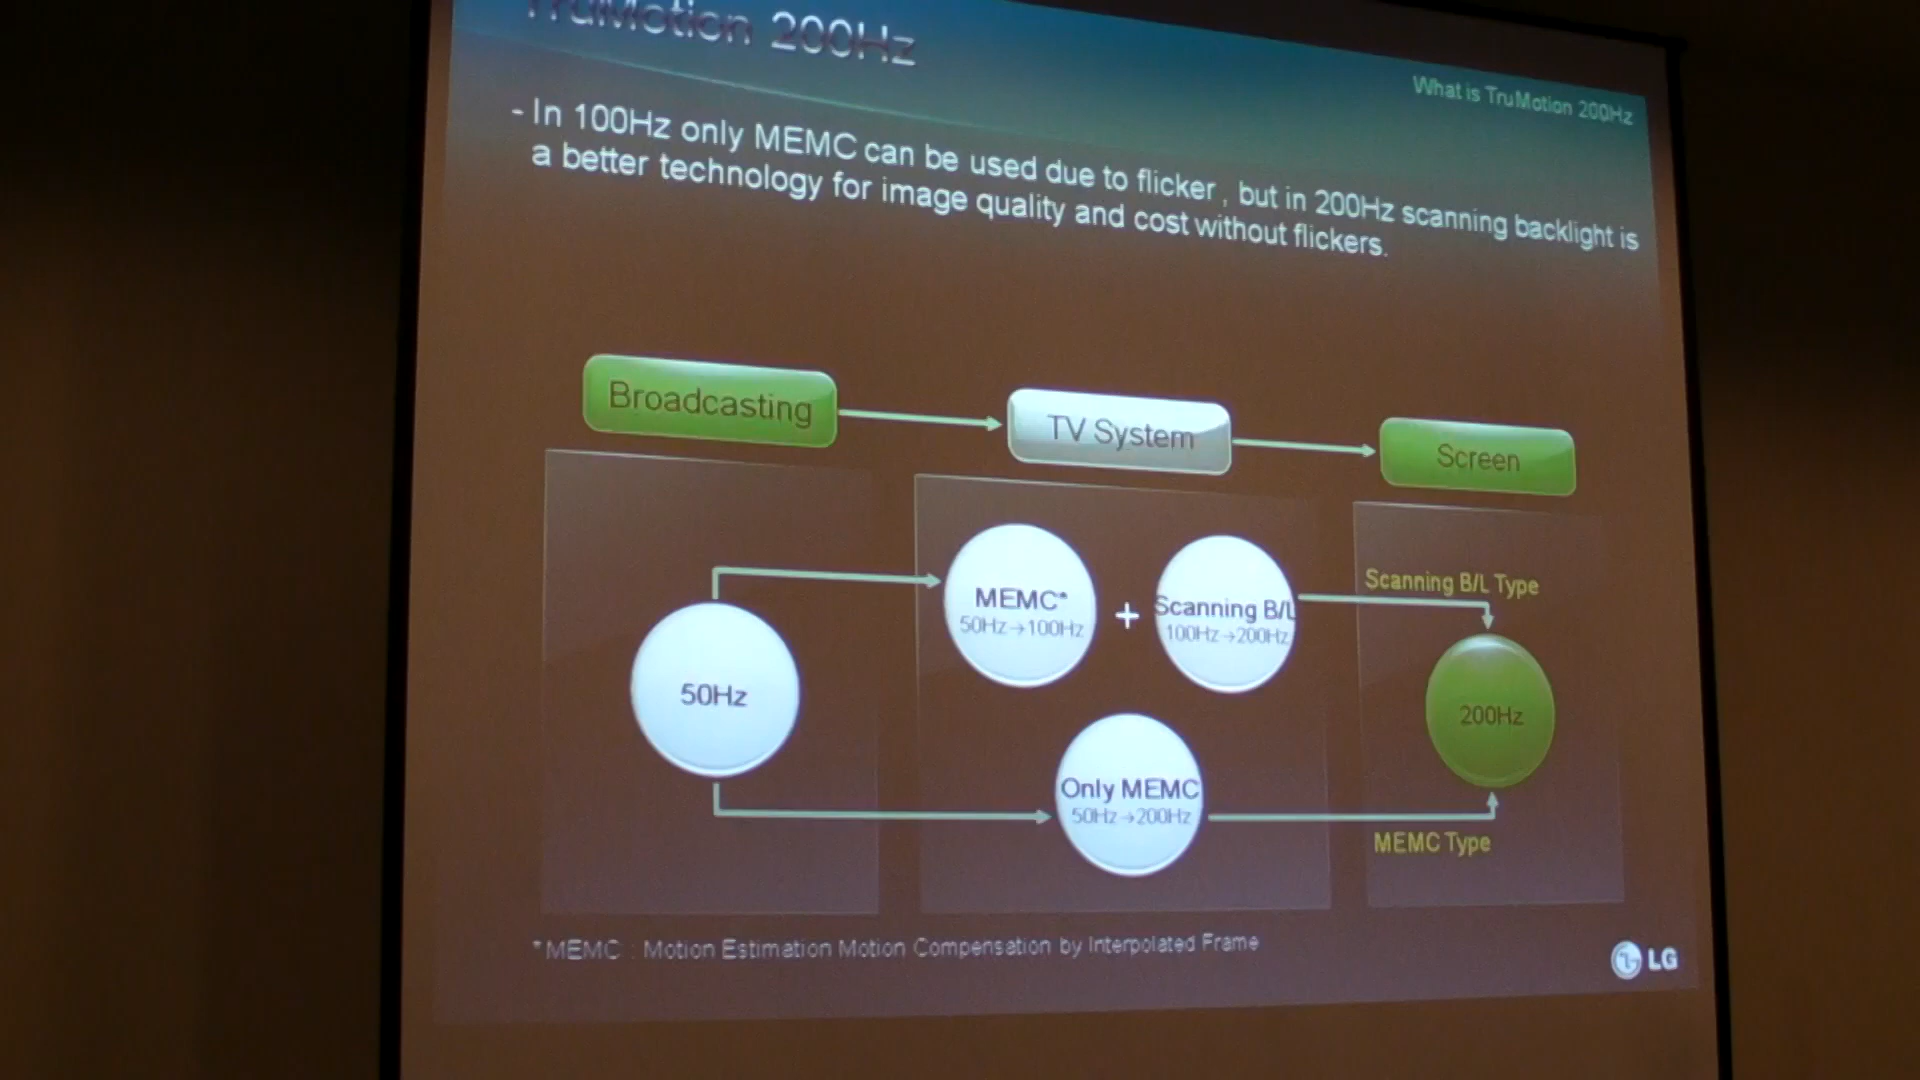 TruMotion 200Hz
What is TruMotion 200Hz
- In 100Hz only MEMC can be used due to flicker , but in 200Hz scanning backlight is
a better technology for image quality and cost without flickers.
Broadcasting
TV System
Screen
MEMC*
50Hz→100Hz
+
Scanning B/L
100Hz→200Hz
Scanning B/L Type
50Hz
200Hz
Only MEMC
50Hz→200Hz
MEMC Type
* MEMC : Motion Estimation Motion Compensation by Interpolated Frame
LG